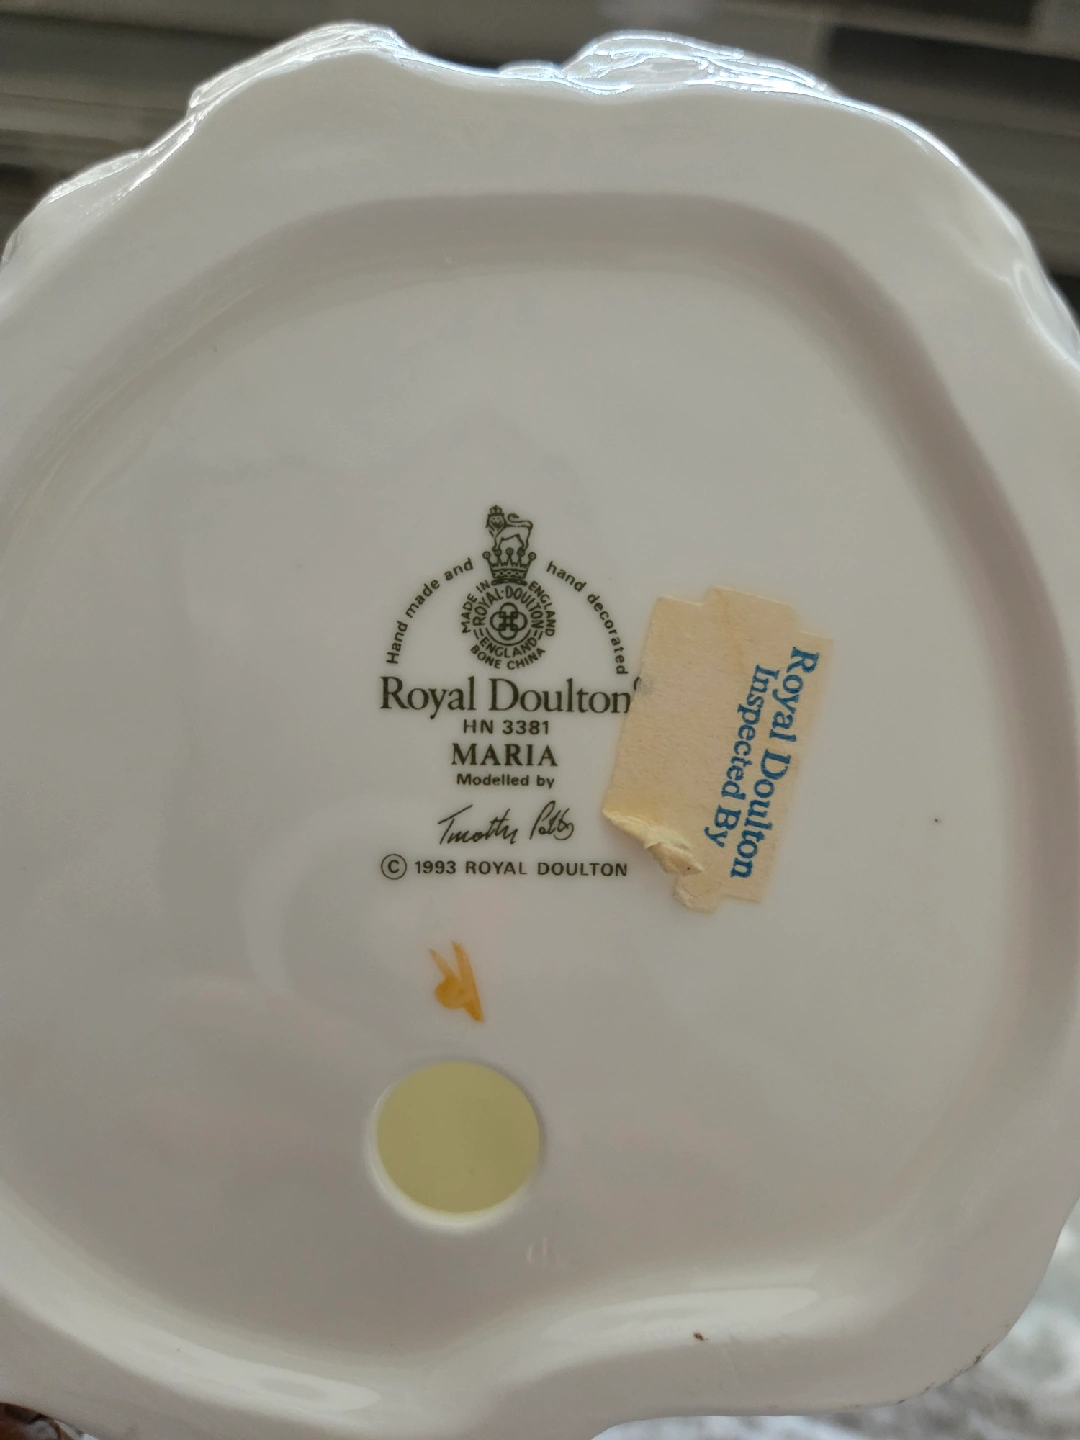 Hand made and hand decorated
MADE IN ENGLAND
ROYAL·DOULTON
ENGLAND
BONE CHINA
Royal Doulton
HN 3381
MARIA
Modelled by
Timothy Potts
© 1993 ROYAL DOULTON
Royal Doulton
Inspected By